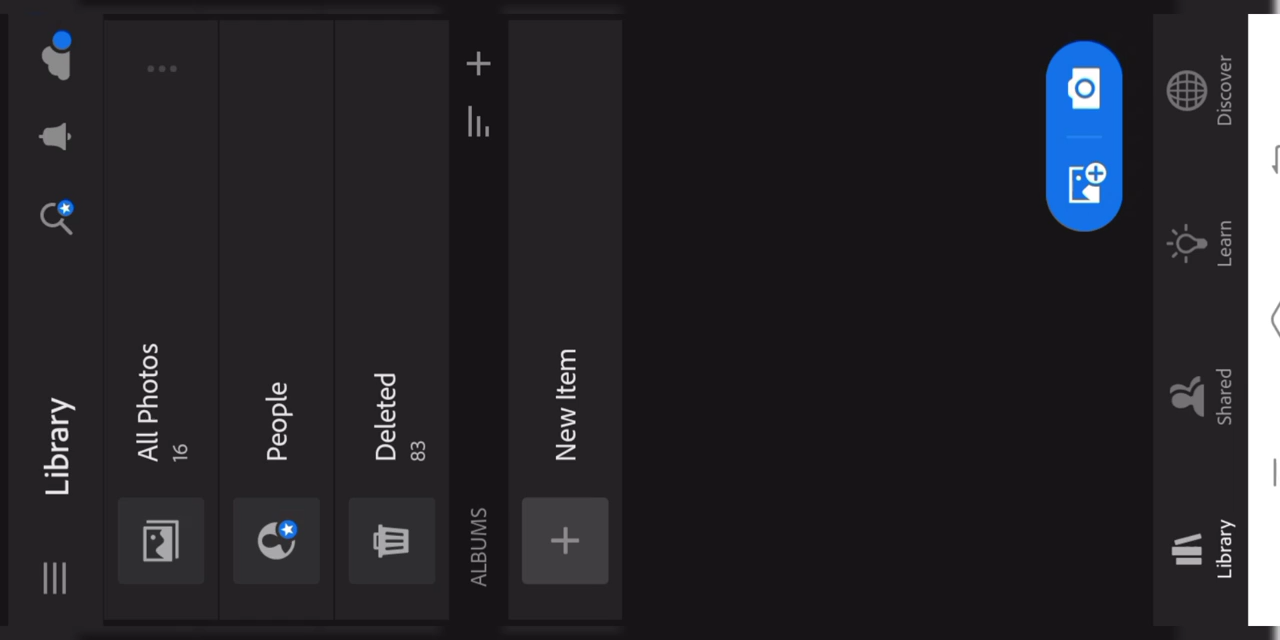 Library
All Photos
16
People
Deleted
83
ALBUMS
New Item
Library
Shared
Learn
Discover